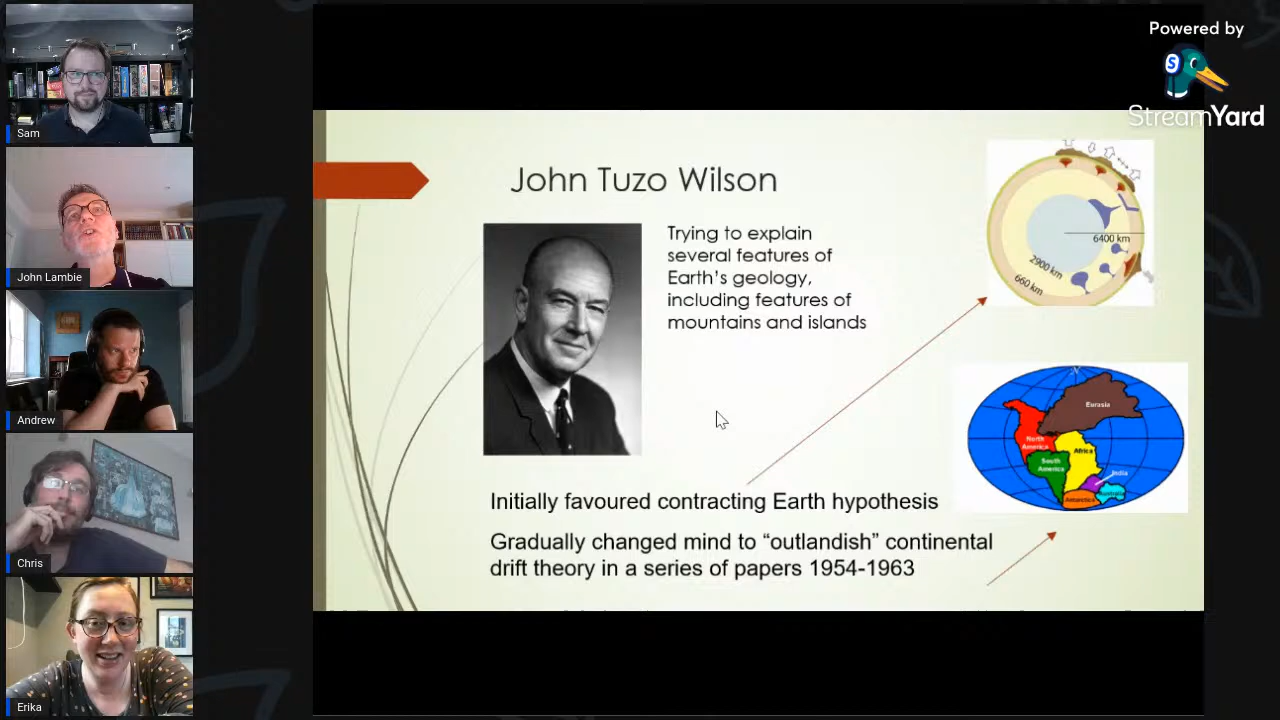 Powered by
StreamYard
Sam
John Lambie
Andrew
Chris
Erika
John Tuzo Wilson
Trying to explain
several features of
Earth's geology,
including features of
mountains and islands
6400 km
2900 km
660 km
Eurasia
North
America
Africa
South
America
India
Antarctica
Australia
Initially favoured contracting Earth hypothesis
Gradually changed mind to “outlandish” continental
drift theory in a series of papers 1954-1963